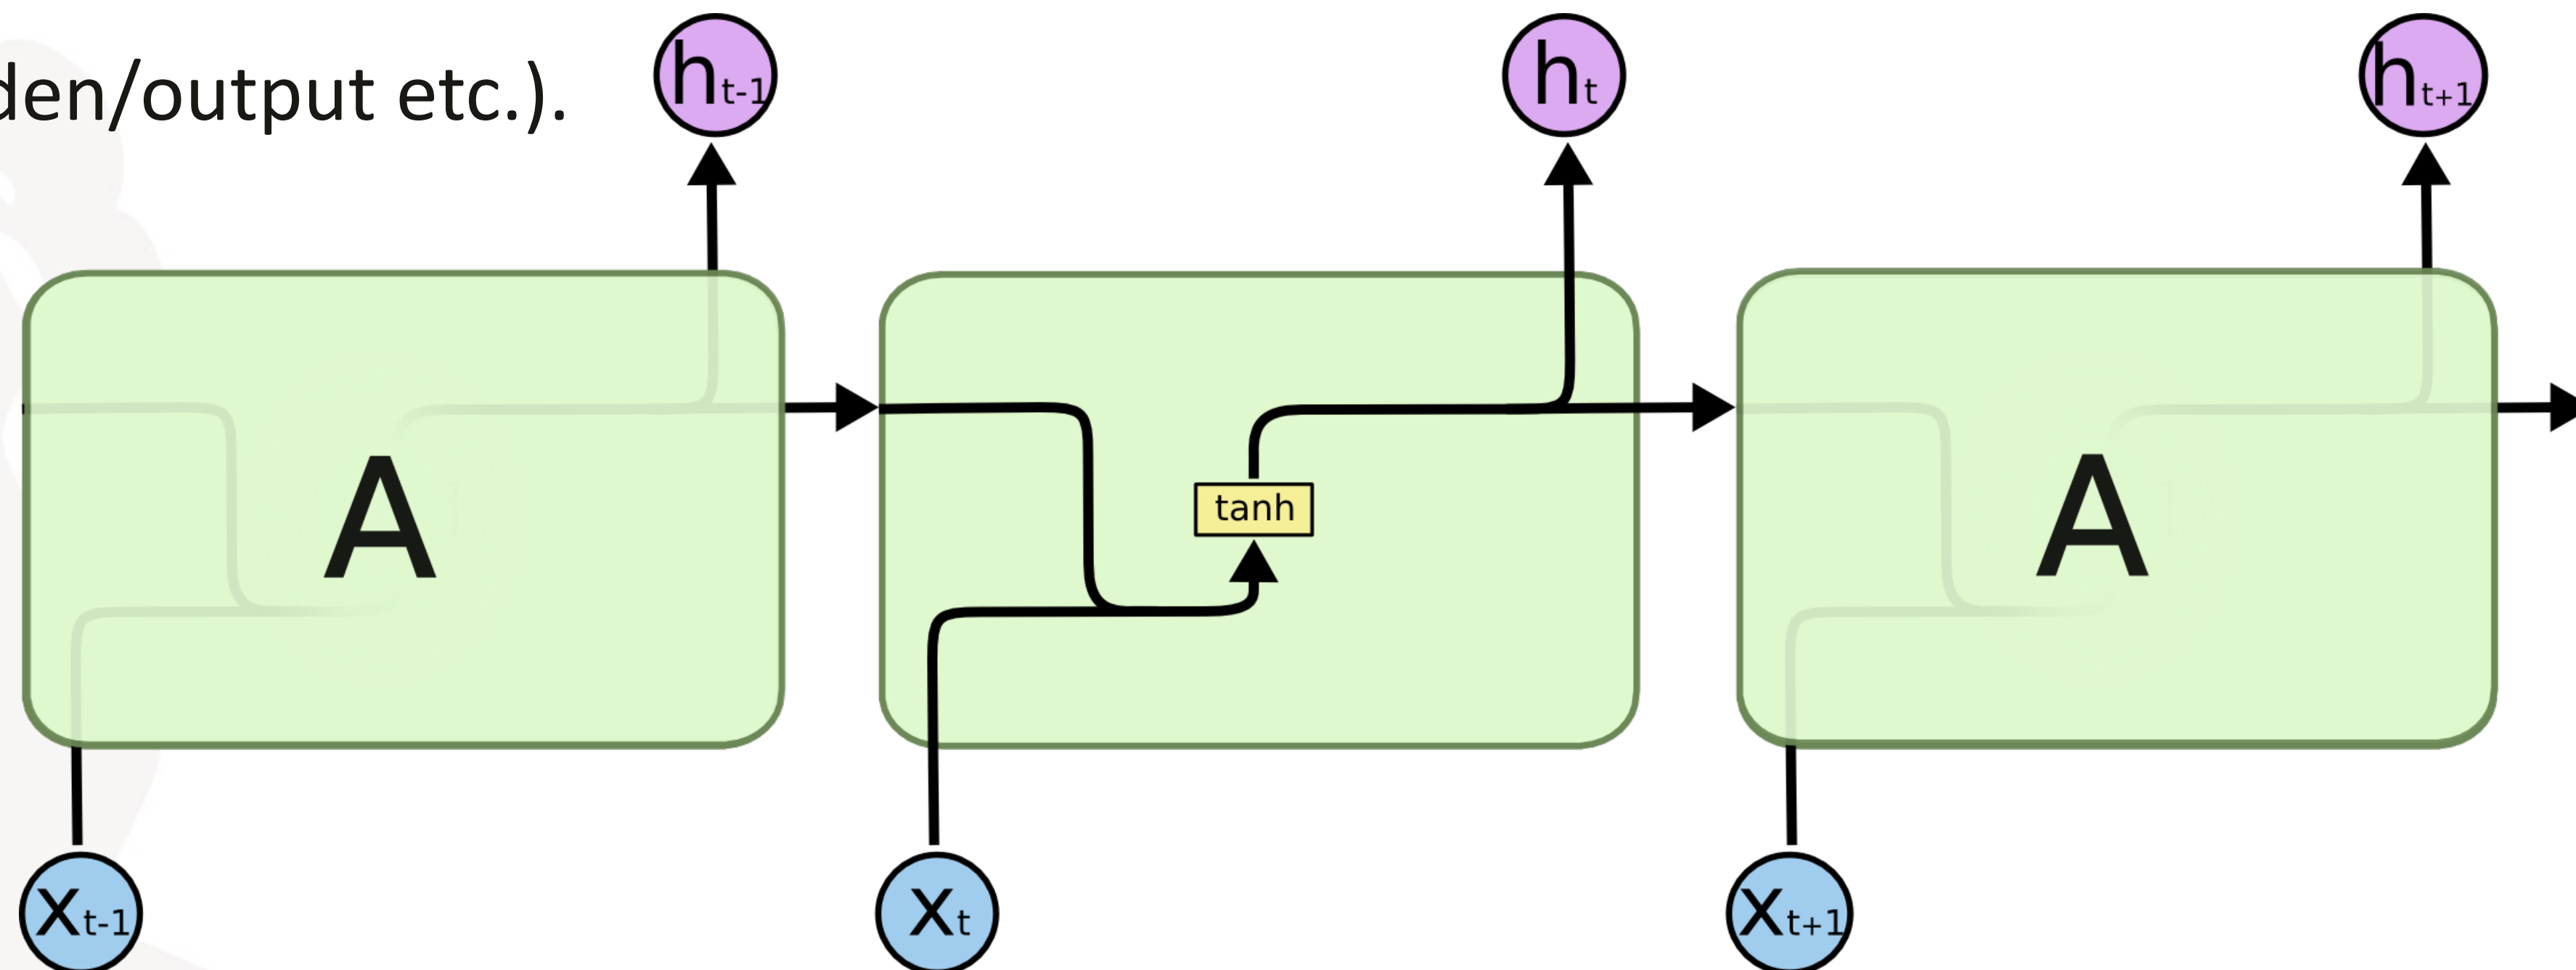 den/output etc.).
ht-1
ht
ht+1
A
tanh
A
xt-1
xt
xt+1